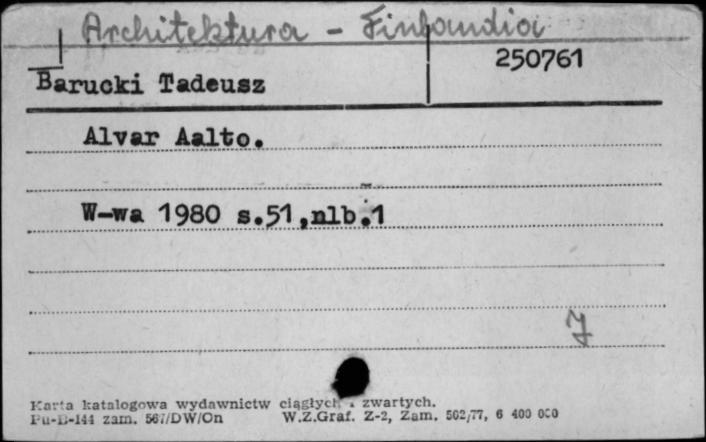 Architektura - Finlandia
250761
Barucki Tadeusz
Alvar Aalto.
W-wa 1980 s.51,nlb.1
J
Karta katalogowa wydawnictw ciągłych i zwartych.
Pu-B-144 zam. 567/DW/On W.Z.Graf. Z-2, Zam. 502/77, 6 400 000